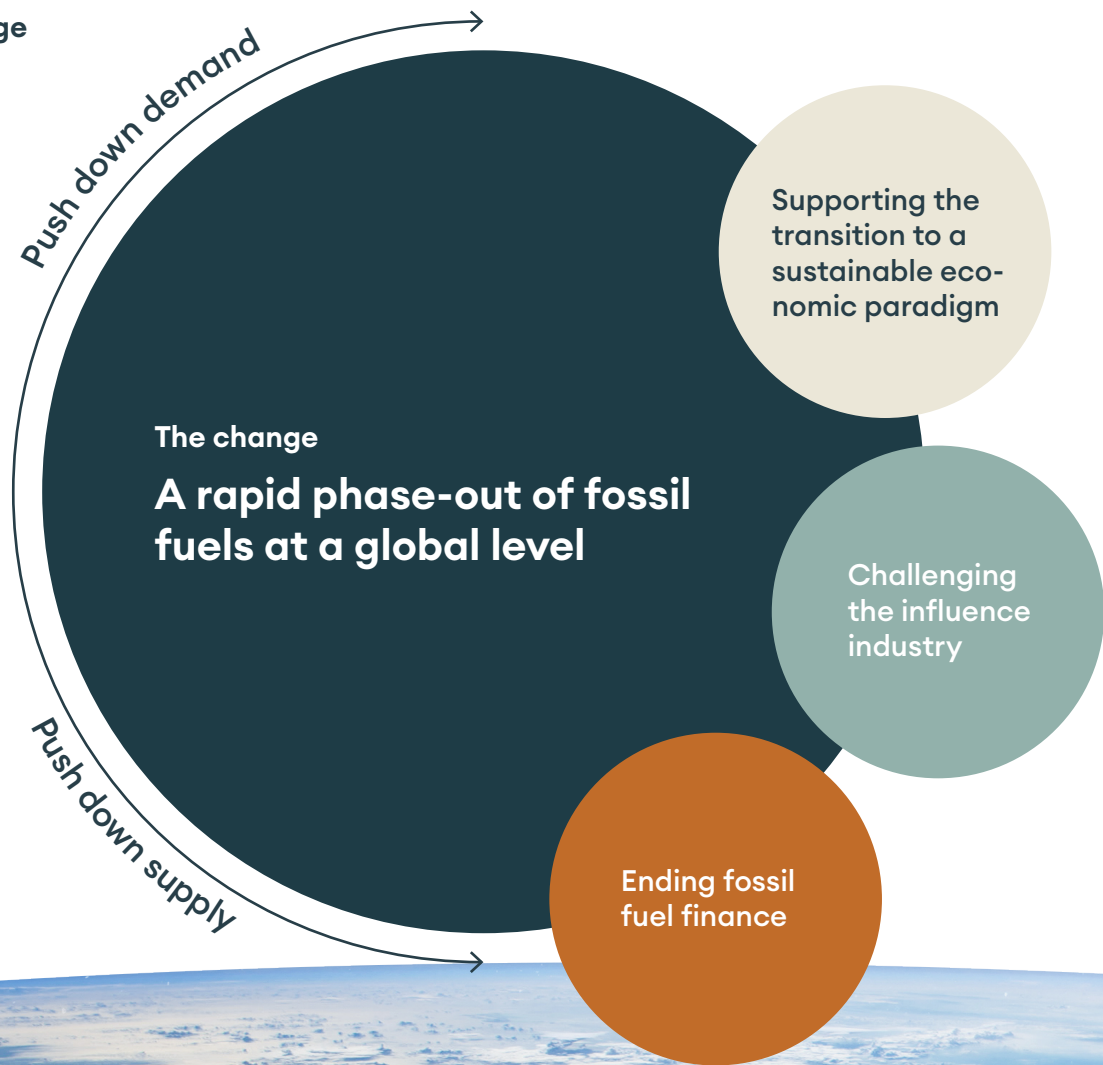 Push down demand
Supporting the
transition to a
sustainable eco-
nomic paradigm
The change
A rapid phase-out of fossil
fuels at a global level
Challenging
the influence
industry
Push down supply
Ending fossil
fuel finance